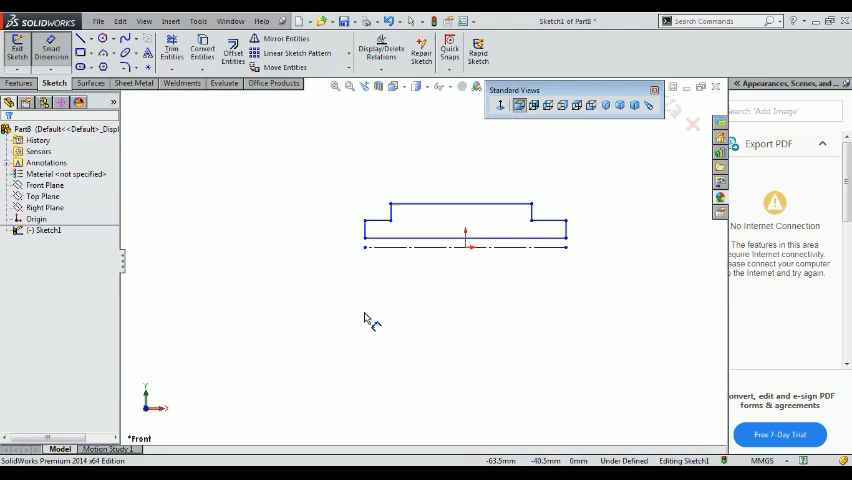 SOLIDWORKS File Edit View Insert Tools Window Help Sketch1 of Part8 * Search Commands
Exit Sketch Smart Dimension Trim Entities Convert Entities Offset Entities Mirror Entities Linear Sketch Pattern Move Entities Display/Delete Relations Repair Sketch Quick Snaps Rapid Sketch
Features Sketch Surfaces Sheet Metal Weldments Evaluate Office Products
Standard Views
Appearances, Scenes, and...
Part8 (Default<<Default>_Displ
History
Sensors
Annotations
Material <not specified>
Front Plane
Top Plane
Right Plane
Origin
(-) Sketch1
earch 'Add Image'
Export PDF
No Internet Connection
The features in this area
equire Internet connectivity.
lease connect your computer
o the Internet and try again.
onvert, edit and e-sign PDF
forms & agreements
Free 7-Day Trial
Y
X
*Front
Model Motion Study 1
SolidWorks Premium 2014 x64 Edition -63.5mm -40.5mm 0mm Under Defined Editing Sketch1 MMGS